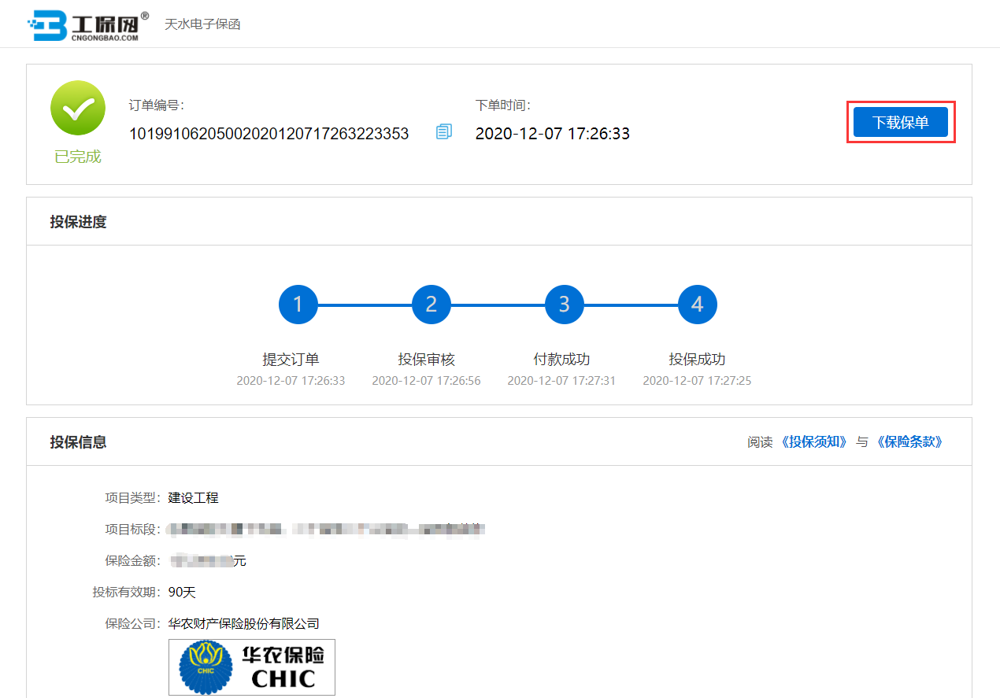 工保网®
CNGONGBAO.COM
天水电子保函
已完成
订单编号：
101991062050020201207172632​23353
下单时间：
2020-12-07 17:26:33
下载保单
投保进度
1 2 3 4
提交订单 投保审核 付款成功 投保成功
2020-12-07 17:26:33 2020-12-07 17:26:56 2020-12-07 17:27:31 2020-12-07 17:27:25
投保信息
阅读 《投保须知》 与 《保险条款》
项目类型： 建设工程
项目标段：
保险金额： 元
投标有效期： 90天
保险公司： 华农财产保险股份有限公司
CHIC
华农保险
CHIC